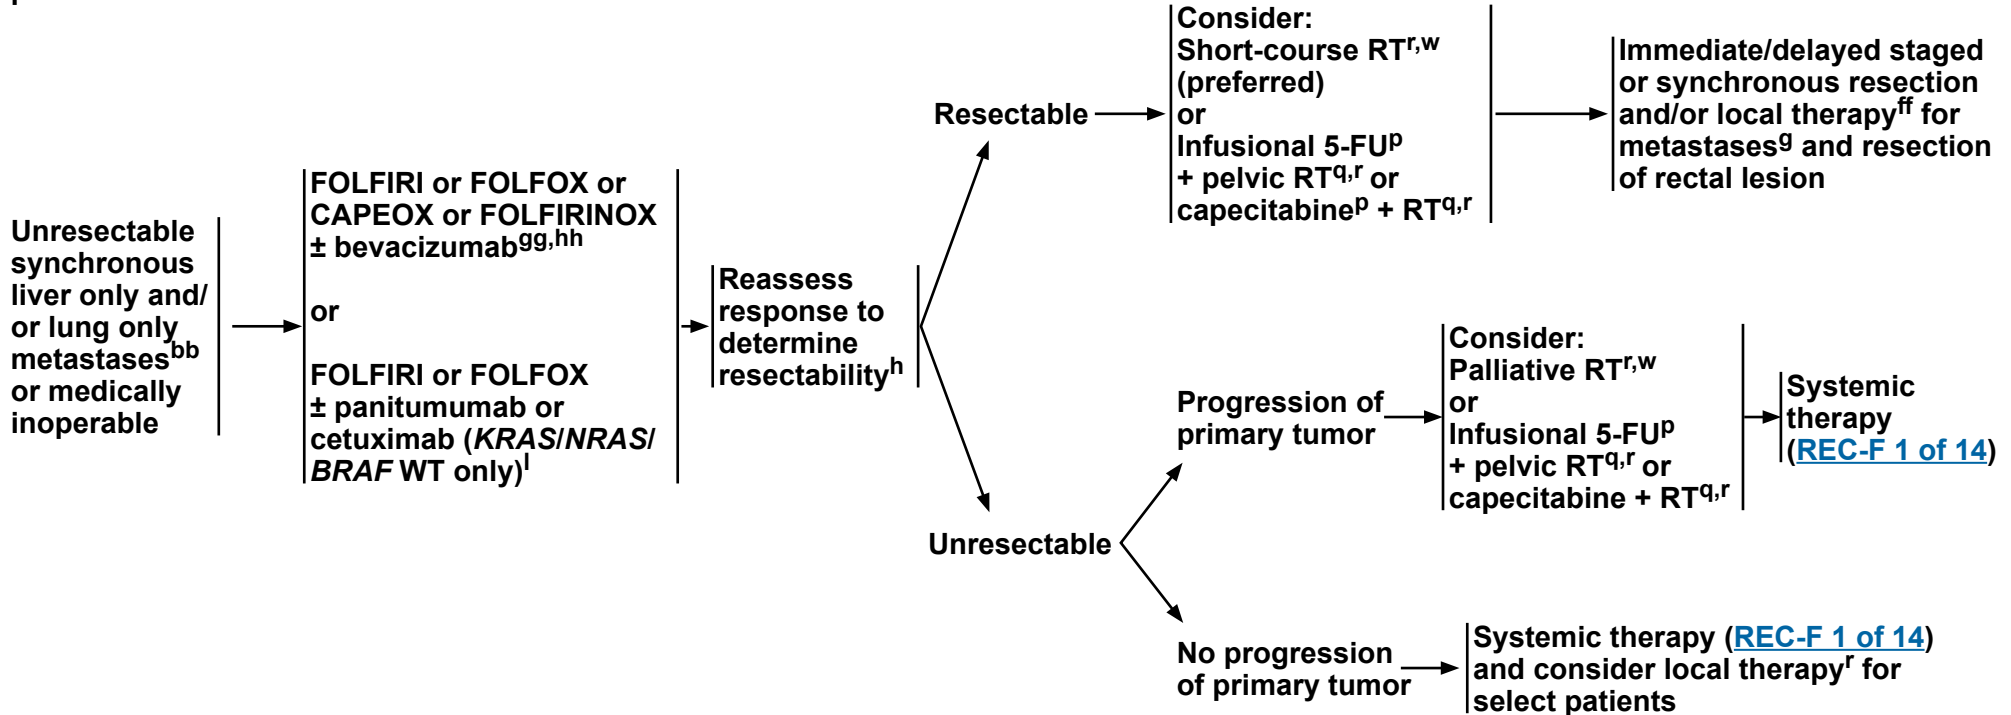 Unresectable
synchronous
liver only and/
or lung only
metastases^bb
or medically
inoperable
FOLFIRI or FOLFOX or
CAPEOX or FOLFIRINOX
± bevacizumab^gg,hh
or
FOLFIRI or FOLFOX
± panitumumab or
cetuximab (KRAS/NRAS/
BRAF WT only)^l
Reassess
response to
determine
resectability^h
Resectable
Consider:
Short-course RT^r,w
(preferred)
or
Infusional 5-FU^p
+ pelvic RT^q,r or
capecitabine^p + RT^q,r
Immediate/delayed staged
or synchronous resection
and/or local therapy^ff for
metastases^g and resection
of rectal lesion
Unresectable
Progression of
primary tumor
Consider:
Palliative RT^r,w
or
Infusional 5-FU^p
+ pelvic RT^q,r or
capecitabine + RT^q,r
Systemic
therapy
(REC-F 1 of 14)
No progression
of primary tumor
Systemic therapy (REC-F 1 of 14)
and consider local therapy^r for
select patients